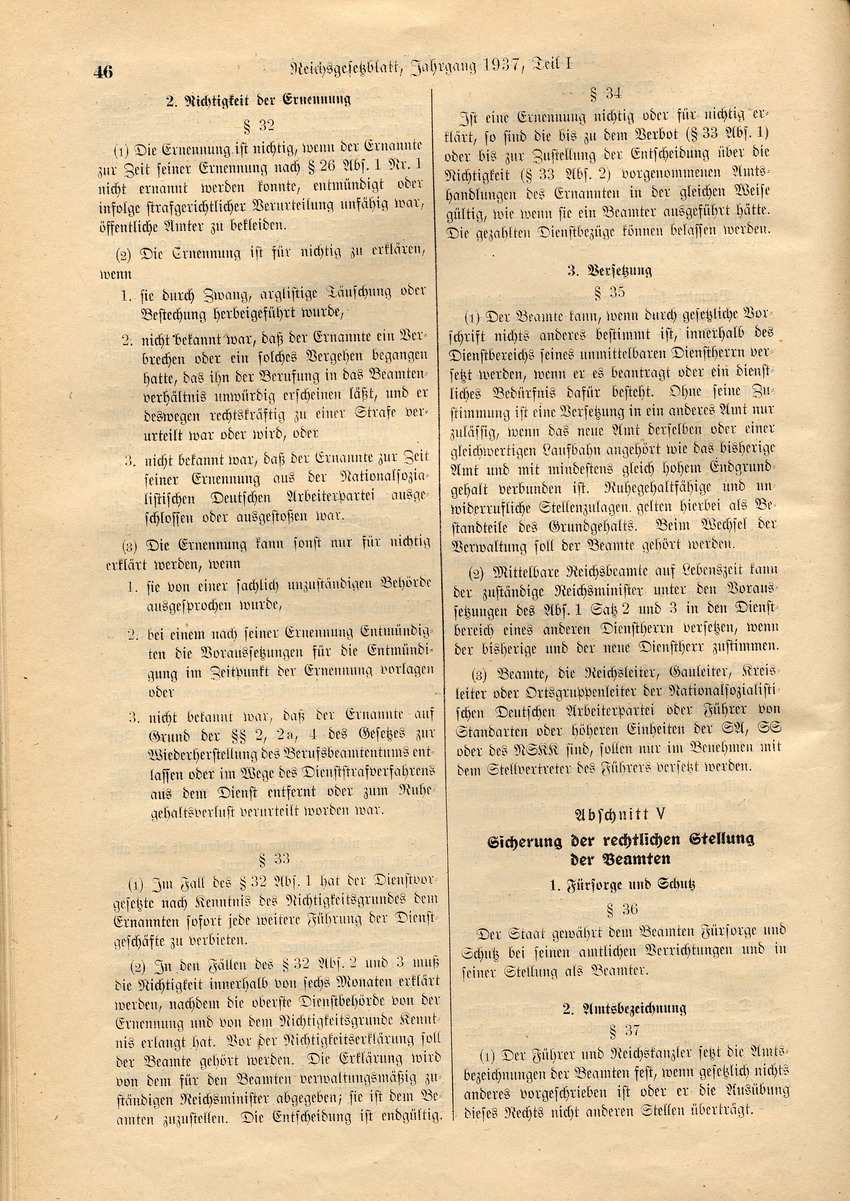 46
Reichsgesetzblatt, Jahrgang 1937, Teil I
2. Nichtigkeit der Ernennung
§ 32
(1) Die Ernennung ist nichtig, wenn der Ernannte
zur Zeit seiner Ernennung nach § 26 Abs. 1 Nr. 1
nicht ernannt werden konnte, entmündigt oder
infolge strafgerichtlicher Verurteilung unfähig war,
öffentliche Ämter zu bekleiden.
(2) Die Ernennung ist für nichtig zu erklären,
wenn
1. sie durch Zwang, arglistige Täuschung oder
Bestechung herbeigeführt wurde,
2. nicht bekannt war, daß der Ernannte ein Ver-
brechen oder ein solches Vergehen begangen
hatte, das ihn der Berufung in das Beamten-
verhältnis unwürdig erscheinen läßt, und er
deswegen rechtskräftig zu einer Strafe ver-
urteilt war oder wird, oder
3. nicht bekannt war, daß der Ernannte zur Zeit
seiner Ernennung aus der Nationalsozia-
listischen Deutschen Arbeiterpartei ausge-
schlossen oder ausgestoßen war.
(3) Die Ernennung kann sonst nur für nichtig
erklärt werden, wenn
1. sie von einer sachlich unzuständigen Behörde
ausgesprochen wurde,
2. bei einem nach seiner Ernennung Entmündig-
ten die Voraussetzungen für die Entmündi-
gung im Zeitpunkt der Ernennung vorlagen
oder
3. nicht bekannt war, daß der Ernannte auf
Grund der §§ 2, 2a, 4 des Gesetzes zur
Wiederherstellung des Berufsbeamtentums ent-
lassen oder im Wege des Dienststrafverfahrens
aus dem Dienst entfernt oder zum Ruhe-
gehaltsverlust verurteilt worden war.
§ 33
(1) Im Fall des § 32 Abs. 1 hat der Dienstvor-
gesetzte nach Kenntnis des Nichtigkeitsgrundes dem
Ernannten sofort jede weitere Führung der Dienst-
geschäfte zu verbieten.
(2) In den Fällen des § 32 Abs. 2 und 3 muß
die Nichtigkeit innerhalb von sechs Monaten erklärt
werden, nachdem die oberste Dienstbehörde von der
Ernennung und von dem Nichtigkeitsgrunde Kennt-
nis erlangt hat. Vor der Nichtigkeitserklärung soll
der Beamte gehört werden. Die Erklärung wird
von dem für den Beamten verwaltungsmäßig zu-
ständigen Reichsminister abgegeben; sie ist dem Be-
amten zuzustellen. Die Entscheidung ist endgültig.
§ 34
Ist eine Ernennung nichtig oder für nichtig er-
klärt, so sind die bis zu dem Verbot (§ 33 Abs. 1)
oder bis zur Zustellung der Entscheidung über die
Nichtigkeit (§ 33 Abs. 2) vorgenommenen Amts-
handlungen des Ernannten in der gleichen Weise
gültig, wie wenn sie ein Beamter ausgeführt hätte.
Die gezahlten Dienstbezüge können belassen werden.
3. Versetzung
§ 35
(1) Der Beamte kann, wenn durch gesetzliche Vor-
schrift nichts anderes bestimmt ist, innerhalb des
Dienstbereichs seines unmittelbaren Dienstherrn ver-
setzt werden, wenn er es beantragt oder ein dienst-
liches Bedürfnis dafür besteht. Ohne seine Zu-
stimmung ist eine Versetzung in ein anderes Amt nur
zulässig, wenn das neue Amt derselben oder einer
gleichwertigen Laufbahn angehört wie das bisherige
Amt und mit mindestens gleich hohem Endgrund-
gehalt verbunden ist. Ruhegehaltfähige und un-
widerrufliche Stellenzulagen gelten hierbei als Be-
standteile des Grundgehalts. Beim Wechsel der
Verwaltung soll der Beamte gehört werden.
(2) Mittelbare Reichsbeamte auf Lebenszeit kann
der zuständige Reichsminister unter den Voraus-
setzungen des Abs. 1 Satz 2 und 3 in den Dienst-
bereich eines anderen Dienstherrn versetzen, wenn
der bisherige und der neue Dienstherr zustimmen.
(3) Beamte, die Reichsleiter, Gauleiter, Kreis-
leiter oder Ortsgruppenleiter der Nationalsozialisti-
schen Deutschen Arbeiterpartei oder Führer von
Standarten oder höheren Einheiten der SA, SS
oder des NSKK sind, sollen nur im Benehmen mit
dem Stellvertreter des Führers versetzt werden.
Abschnitt V
Sicherung der rechtlichen Stellung
der Beamten
1. Fürsorge und Schutz
§ 36
Der Staat gewährt dem Beamten Fürsorge und
Schutz bei seinen amtlichen Verrichtungen und in
seiner Stellung als Beamter.
2. Amtsbezeichnung
§ 37
(1) Der Führer und Reichskanzler setzt die Amts-
bezeichnungen der Beamten fest, wenn gesetzlich nichts
anderes vorgeschrieben ist oder er die Ausübung
dieses Rechts nicht anderen Stellen überträgt.